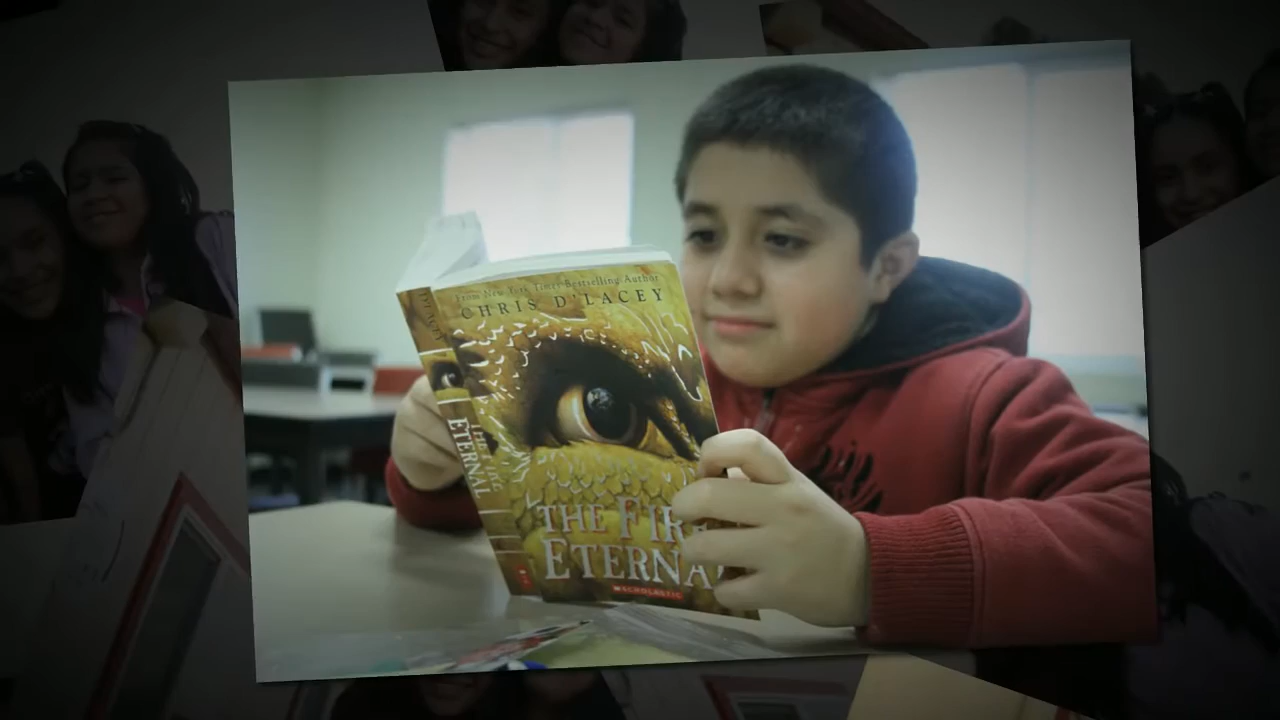 From New York Times Bestselling Author
CHRIS D'LACEY
THE FIR
ETERNA
SCHOLASTIC
D'LACEY
THE FIRE
ETERNAL